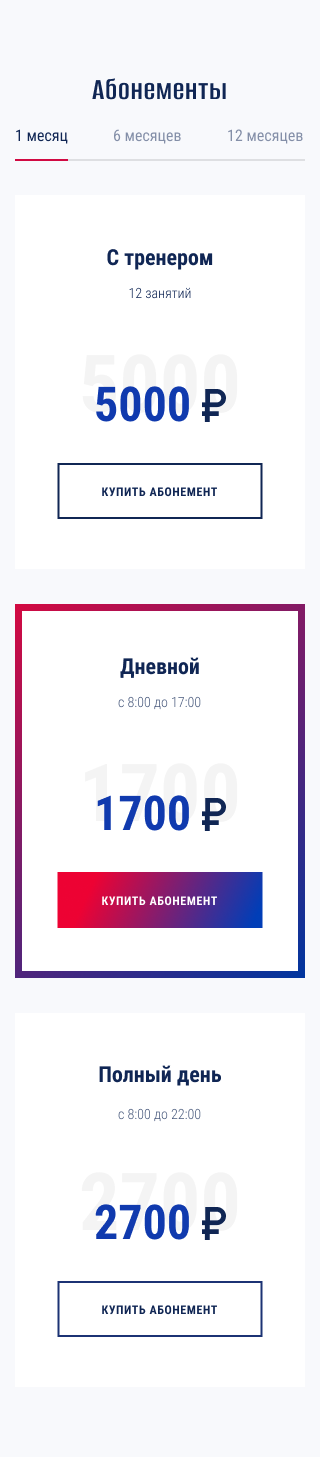 Абонементы
1 месяц 6 месяцев 12 месяцев
С тренером
12 занятий
5000
5000 ₽
КУПИТЬ АБОНЕМЕНТ
Дневной
с 8:00 до 17:00
1700
1700 ₽
КУПИТЬ АБОНЕМЕНТ
Полный день
с 8:00 до 22:00
2700
2700 ₽
КУПИТЬ АБОНЕМЕНТ